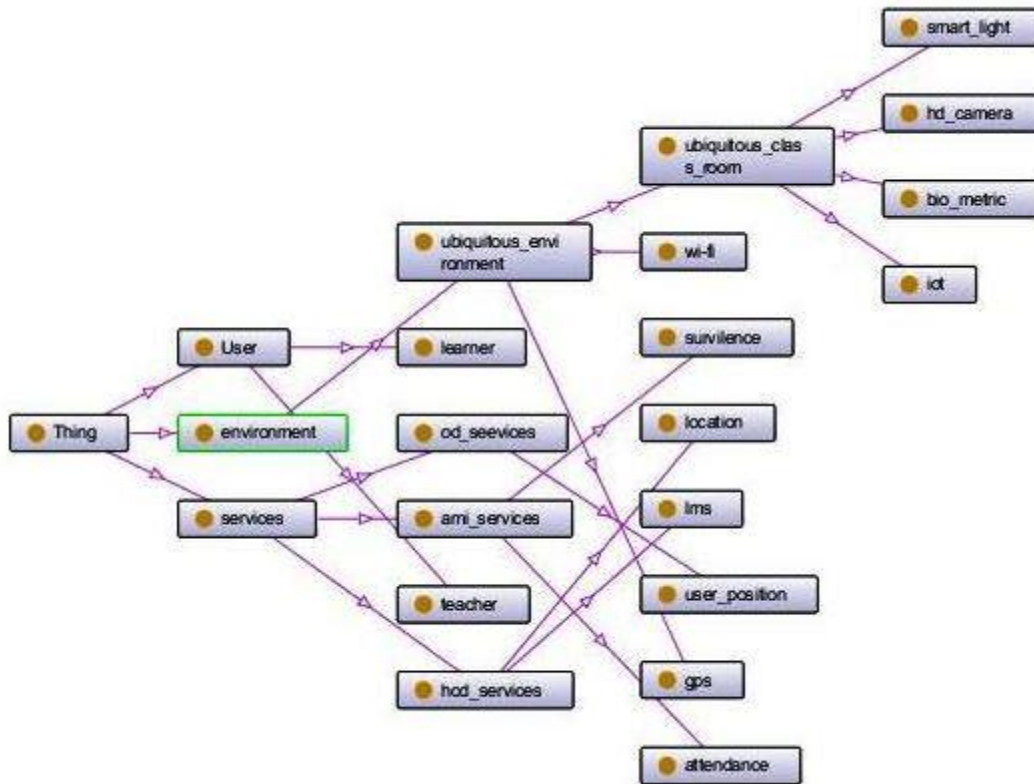 smart_light
hd_camera
ubiquitous_clas
s_room
bio_metric
ubiquitous_envi
ronment
wi-fi
iot
User
learner
survilence
Thing
environment
od_seevices
location
services
ami_services
lms
teacher
user_position
hod_services
gps
attendance